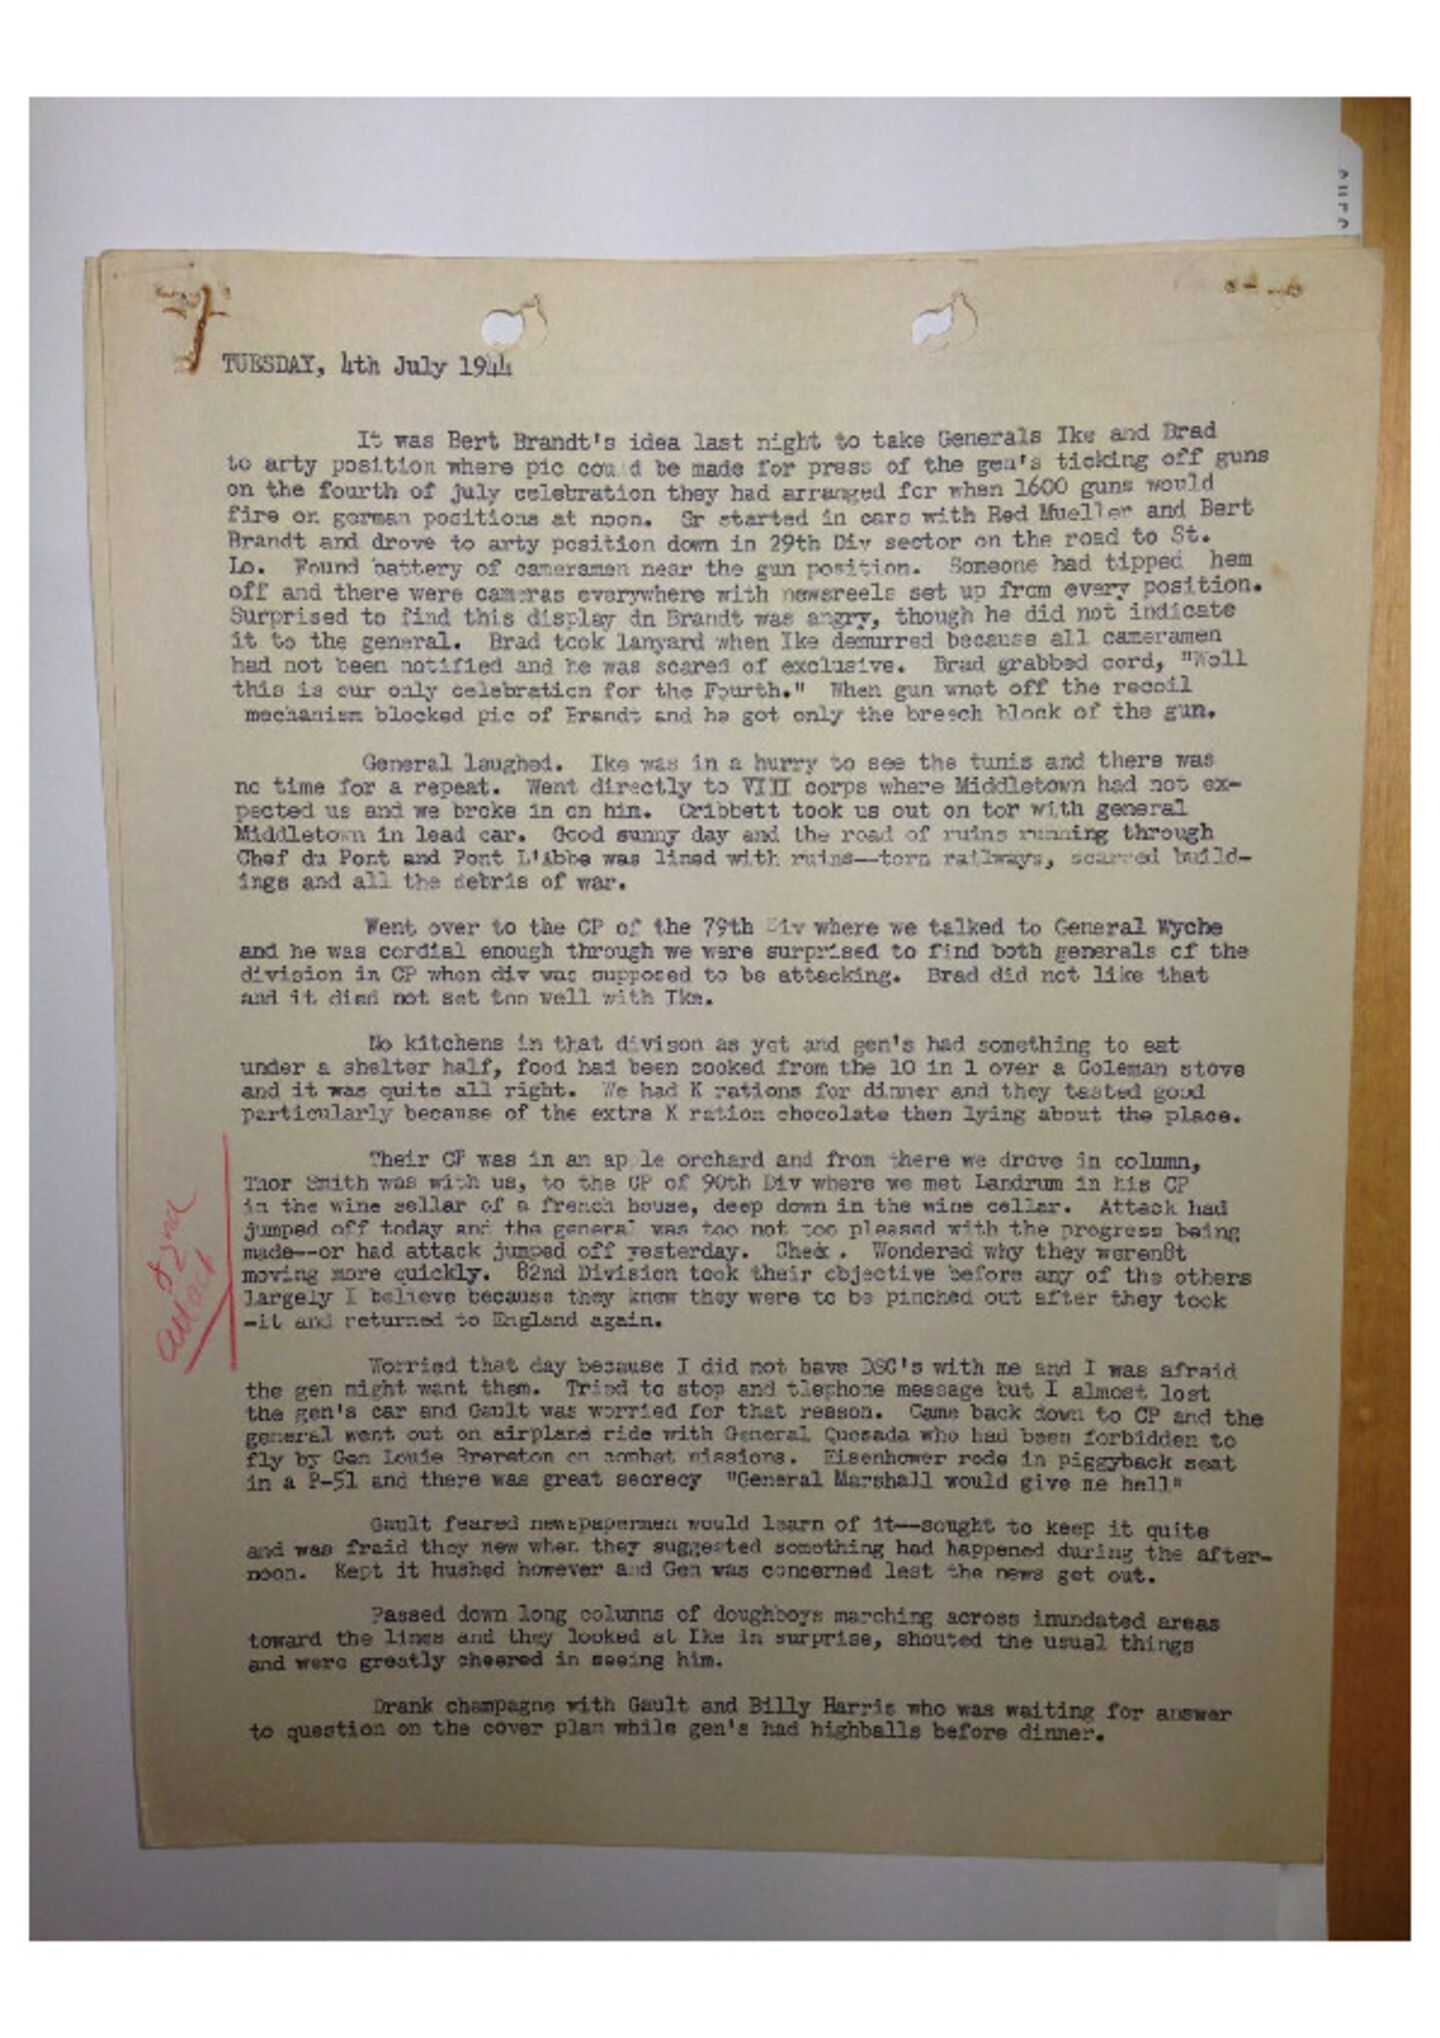 TUESDAY, 4th July 1944
It was Bert Brandt's idea last night to take Generals Ike and Brad
to arty position where pic cou d be made for press of the gen's ticking off guns
on the fourth of july celebration they had arranged for when 1600 guns would
fire on german positions at noon. Sr started in cars with Red Mueller and Bert
Brandt and drove to arty position down in 29th Div sector on the road to St.
Lo. Found battery of cameramen near the gun position. Someone had tipped hem
off and there were cameras everywhere with newsreels set up from every position.
Surprised to find this display dn Brandt was angry, though he did not indicate
it to the general. Brad took lanyard when Ike demurred because all cameramen
had not been notified and he was scared of exclusive. Brad grabbed cord, "Well
this is our only celebration for the Fourth." When gun wnet off the recoil
mechanism blocked pic of Brandt and he got only the breech block of the gun.
General laughed. Ike was in a hurry to see the tunis and there was
no time for a repeat. Went directly to VIII corps where Middletown had not ex-
pected us and we broke in on him. Cribbett took us out on tor with general
Middletown in lead car. Good sunny day and the road of ruins running through
Chef du Pont and Pont L'Abbe was lined with ruins--torn railways, scarred build-
ings and all the debris of war.
Went over to the CP of the 79th Div where we talked to General Wyche
and he was cordial enough through we were surprised to find both generals of the
division in CP when div was supposed to be attacking. Brad did not like that
and it died not set too well with Ike.
No kitchens in that divison as yet and gen's had something to eat
under a shelter half, food had been cooked from the 10 in 1 over a Coleman stove
and it was quite all right. We had K rations for dinner and they tasted good
particularly because of the extra K ration chocolate then lying about the place.
Their CP was in an ap le orchard and from there we drove in column,
Thor Smith was with us, to the CP of 90th Div where we met Landrum in his CP
in the wine sellar of a french house, deep down in the wine cellar. Attack had
jumped off today and the general was too not too pleased with the progress being
made--or had attack jumped off yesterday. Check. Wondered why they weren8t
moving more quickly. 82nd Division took their objective before any of the others
largely I believe because they knew they were to be pinched out after they took
-it and returned to England again.
82nd
attack
Worried that day because I did not have DSC's with me and I was afraid
the gen might want them. Tried to stop and tlephone message but I almost lost
the gen's car and Gault was worried for that reason. Came back down to CP and the
general went out on airplane ride with General Quesada who had been forbidden to
fly by Gen Louie Brereton on combat missions. Eisenhower rode in piggyback seat
in a P-51 and there was great secrecy "General Marshall would give me hell"
Gault feared newspapermen would learn of it--sought to keep it quite
and was fraid they new when they suggested something had happened during the after-
noon. Kept it hushed however and Gen was concerned lest the news get out.
Passed down long columns of doughboys marching across inundated areas
toward the lines and they looked at Ike in surprise, shouted the usual things
and were greatly cheered in seeing him.
Drank champagne with Gault and Billy Harris who was waiting for answer
to question on the cover plan while gen's had highballs before dinner.